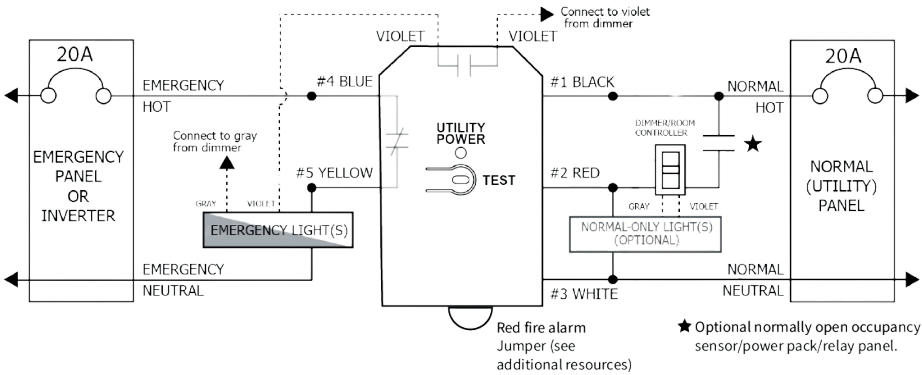 Connect to violet
from dimmer
VIOLET
VIOLET
20A
20A
#4 BLUE
#1 BLACK
EMERGENCY
HOT
NORMAL
HOT
Connect to gray
from dimmer
UTILITY
POWER
DIMMER/ROOM
CONTROLLER
★
EMERGENCY
PANEL
OR
INVERTER
#5 YELLOW
TEST
#2 RED
NORMAL
(UTILITY)
PANEL
GRAY
VIOLET
GRAY
VIOLET
EMERGENCY LIGHT(S)
NORMAL-ONLY LIGHT(S)
(OPTIONAL)
EMERGENCY
NEUTRAL
NORMAL
NEUTRAL
#3 WHITE
Red fire alarm
Jumper (see
additional resources)
★ Optional normally open occupancy
sensor/power pack/relay panel.